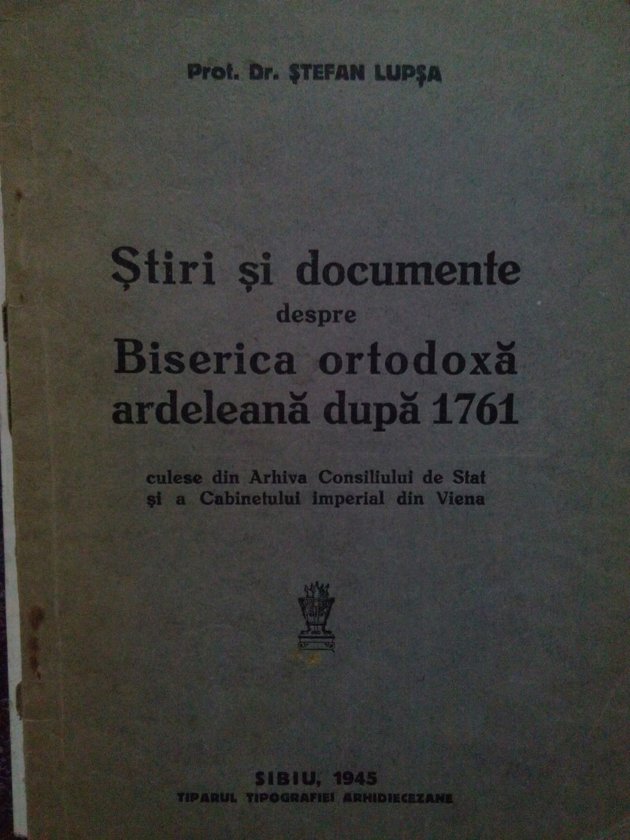 Prof. Dr. ŞTEFAN LUPŞA
Ştiri şi documente
despre
Biserica ortodoxă
ardeleană după 1761
culese din Arhiva Consiliului de Stat
şi a Cabinetului imperial din Viena
SIBIU, 1945
TIPARUL TIPOGRAFIEI ARHIDIECEZANE